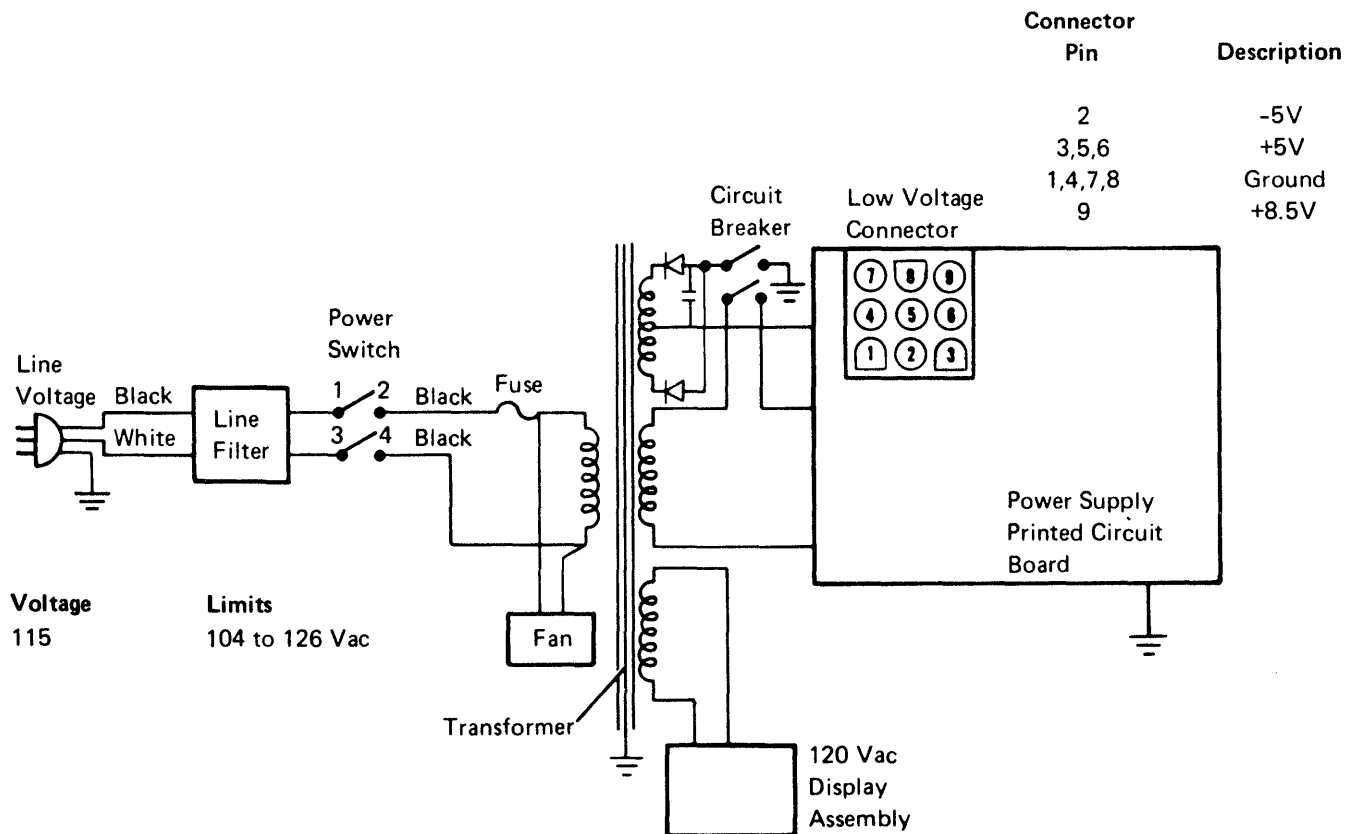 Connector
Pin
Description
2
-5V
3,5,6
+5V
1,4,7,8
Ground
9
+8.5V
Circuit
Breaker
Low Voltage
Connector
7 8 9
4 5 6
1 2 3
Power
Switch
Line
Voltage
Black
White
Line
Filter
1 2
3 4
Black
Black
Fuse
Power Supply
Printed Circuit
Board
Voltage
115
Limits
104 to 126 Vac
Fan
Transformer
120 Vac
Display
Assembly